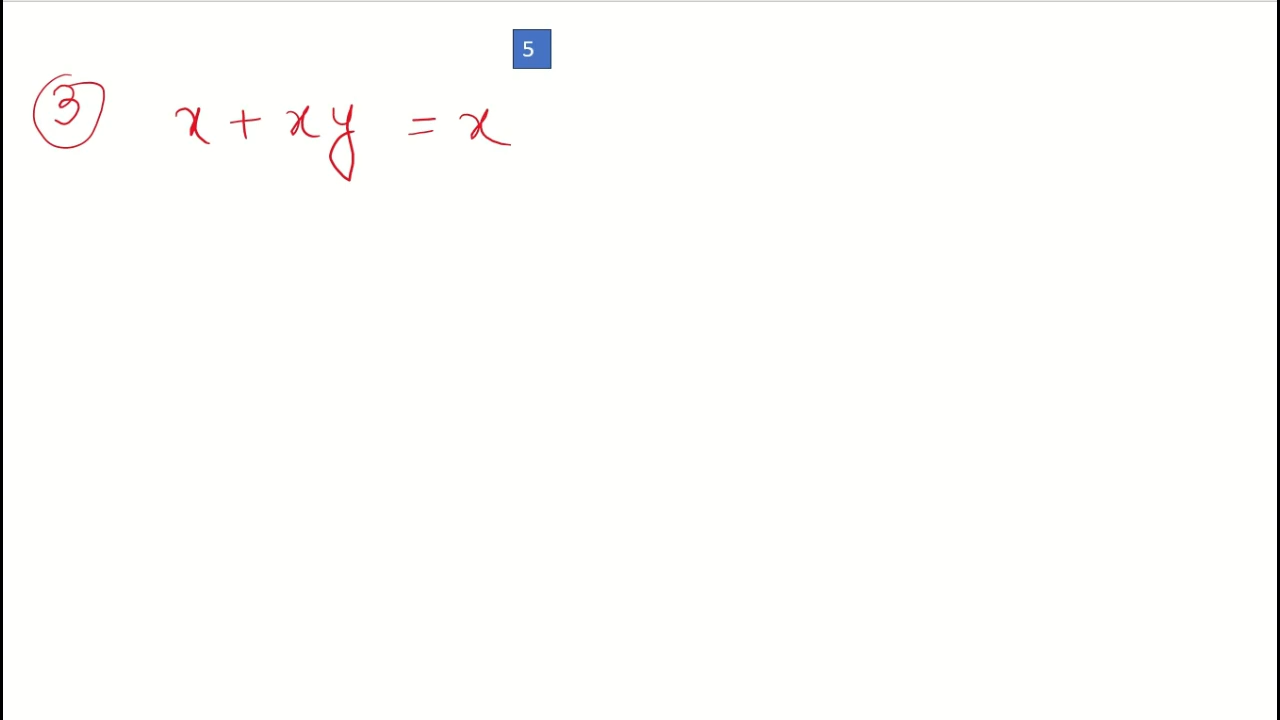 5
③ x + xy = x